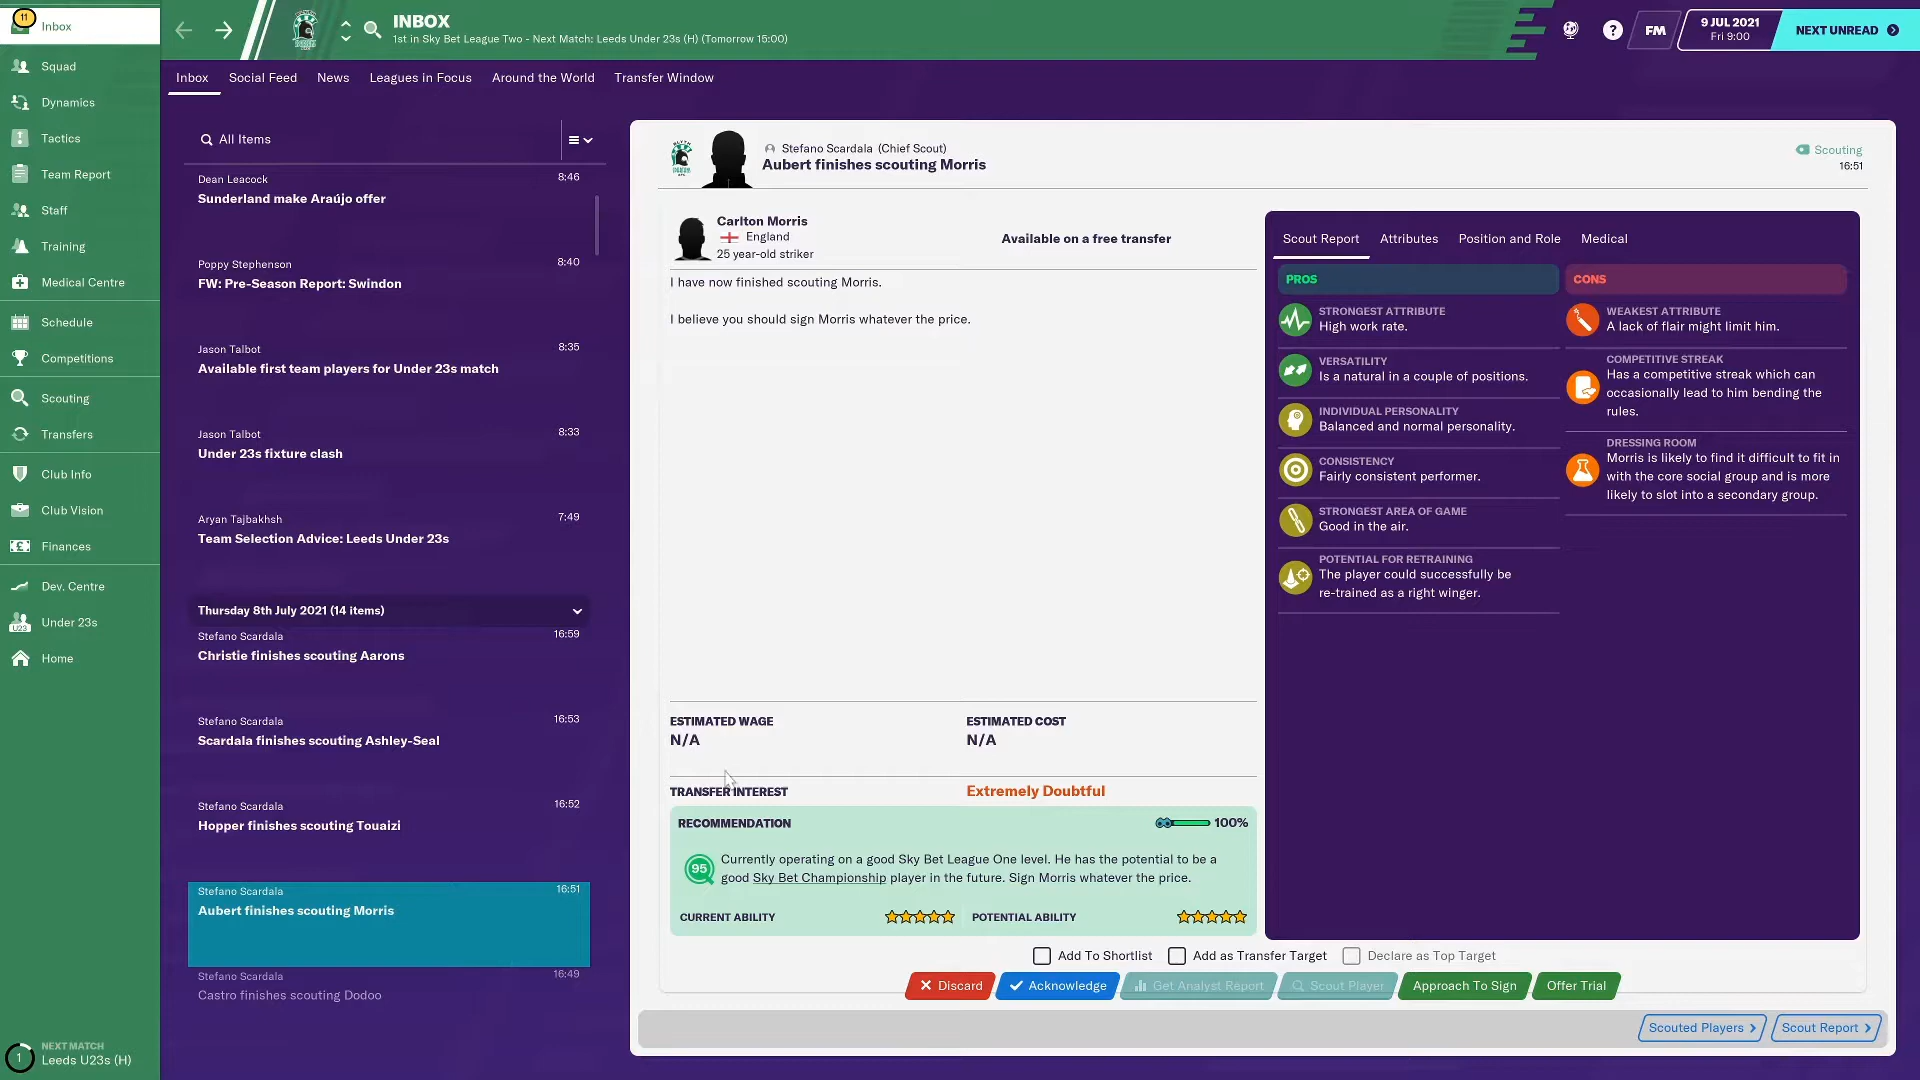 11
Inbox
Squad
Dynamics
Tactics
Team Report
Staff
Training
Medical Centre
Schedule
Competitions
Scouting
Transfers
Club Info
Club Vision
Finances
Dev. Centre
U23
Under 23s
Home
1
NEXT MATCH
Leeds U23s (H)
INBOX
1st in Sky Bet League Two - Next Match: Leeds Under 23s (H) (Tomorrow 15:00)
?
FM
9 JUL 2021
Fri 9:00
NEXT UNREAD
Inbox
Social Feed
News
Leagues in Focus
Around the World
Transfer Window
All Items
Dean Leacock
8:46
Sunderland make Araújo offer
Poppy Stephenson
8:40
FW: Pre-Season Report: Swindon
Jason Talbot
8:35
Available first team players for Under 23s match
Jason Talbot
8:33
Under 23s fixture clash
Aryan Tajbakhsh
7:49
Team Selection Advice: Leeds Under 23s
Thursday 8th July 2021 (14 items)
Stefano Scardala
16:59
Christie finishes scouting Aarons
Stefano Scardala
16:53
Scardala finishes scouting Ashley-Seal
Stefano Scardala
16:52
Hopper finishes scouting Touaizi
Stefano Scardala
16:51
Aubert finishes scouting Morris
Stefano Scardala
16:49
Castro finishes scouting Dodoo
Stefano Scardala (Chief Scout)
Aubert finishes scouting Morris
Scouting
16:51
Carlton Morris
England
25 year-old striker
Available on a free transfer
I have now finished scouting Morris.
I believe you should sign Morris whatever the price.
ESTIMATED WAGE
N/A
ESTIMATED COST
N/A
TRANSFER INTEREST
Extremely Doubtful
RECOMMENDATION
100%
95
Currently operating on a good Sky Bet League One level. He has the potential to be a
good Sky Bet Championship player in the future. Sign Morris whatever the price.
CURRENT ABILITY
POTENTIAL ABILITY
Scout Report
Attributes
Position and Role
Medical
PROS
STRONGEST ATTRIBUTE
High work rate.
VERSATILITY
Is a natural in a couple of positions.
INDIVIDUAL PERSONALITY
Balanced and normal personality.
CONSISTENCY
Fairly consistent performer.
STRONGEST AREA OF GAME
Good in the air.
POTENTIAL FOR RETRAINING
The player could successfully be
re-trained as a right winger.
CONS
WEAKEST ATTRIBUTE
A lack of flair might limit him.
COMPETITIVE STREAK
Has a competitive streak which can
occasionally lead to him bending the
rules.
DRESSING ROOM
Morris is likely to find it difficult to fit in
with the core social group and is more
likely to slot into a secondary group.
Add To Shortlist
Add as Transfer Target
Declare as Top Target
Discard
Acknowledge
Get Analyst Report
Scout Player
Approach To Sign
Offer Trial
Scouted Players
Scout Report